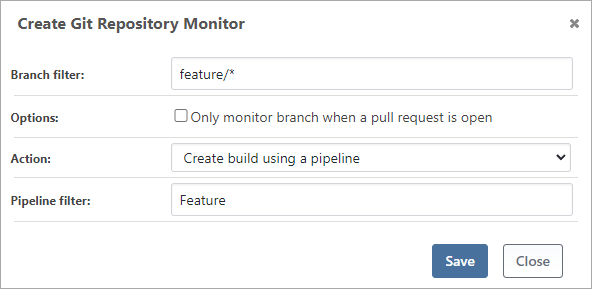 Create Git Repository Monitor
Branch filter: feature/*
Options: Only monitor branch when a pull request is open
Action: Create build using a pipeline
Pipeline filter: Feature
Save Close